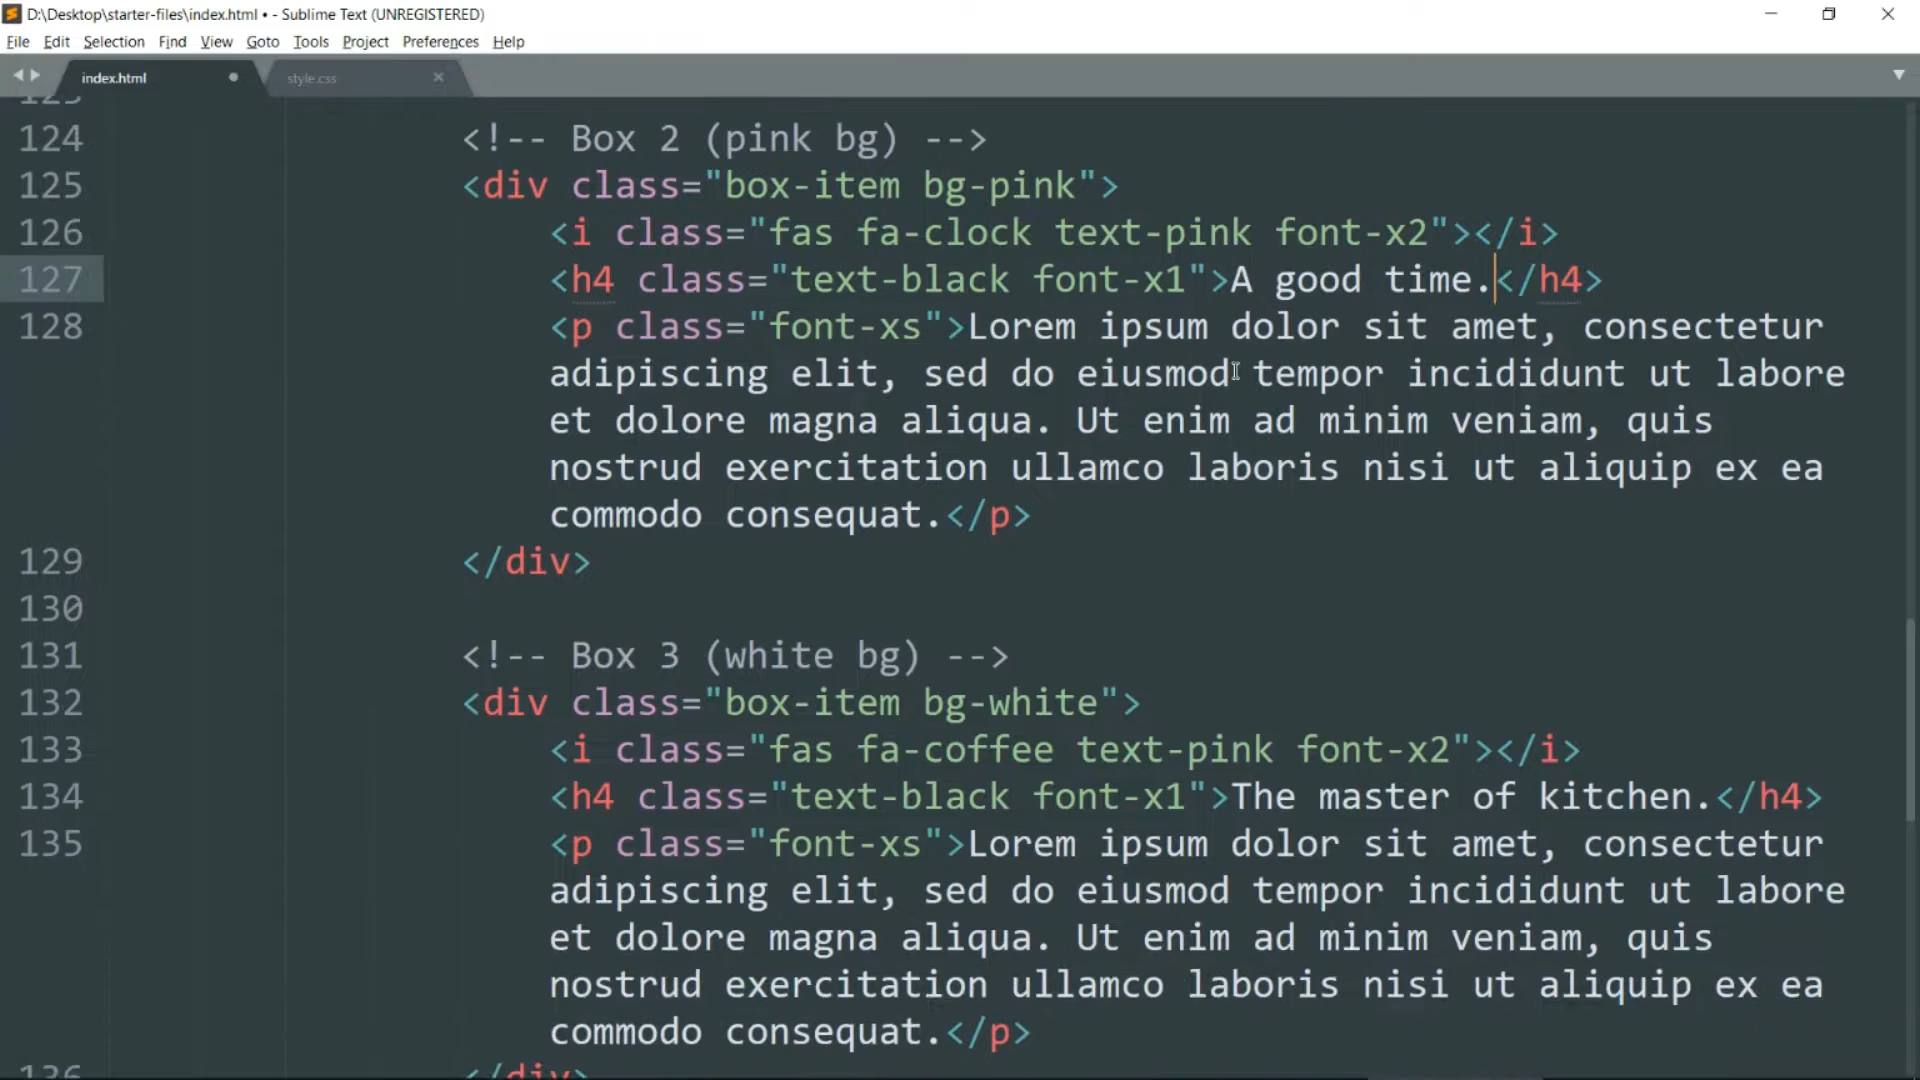 D:\Desktop\starter-files\index.html • - Sublime Text (UNREGISTERED)
File Edit Selection Find View Goto Tools Project Preferences Help
index.html style.css
124 <!-- Box 2 (pink bg) -->
125 <div class="box-item bg-pink">
126 <i class="fas fa-clock text-pink font-x2"></i>
127 <h4 class="text-black font-x1">A good time.</h4>
128 <p class="font-xs">Lorem ipsum dolor sit amet, consectetur
adipiscing elit, sed do eiusmod tempor incididunt ut labore
et dolore magna aliqua. Ut enim ad minim veniam, quis
nostrud exercitation ullamco laboris nisi ut aliquip ex ea
commodo consequat.</p>
129 </div>
130
131 <!-- Box 3 (white bg) -->
132 <div class="box-item bg-white">
133 <i class="fas fa-coffee text-pink font-x2"></i>
134 <h4 class="text-black font-x1">The master of kitchen.</h4>
135 <p class="font-xs">Lorem ipsum dolor sit amet, consectetur
adipiscing elit, sed do eiusmod tempor incididunt ut labore
et dolore magna aliqua. Ut enim ad minim veniam, quis
nostrud exercitation ullamco laboris nisi ut aliquip ex ea
commodo consequat.</p>
136 </div>